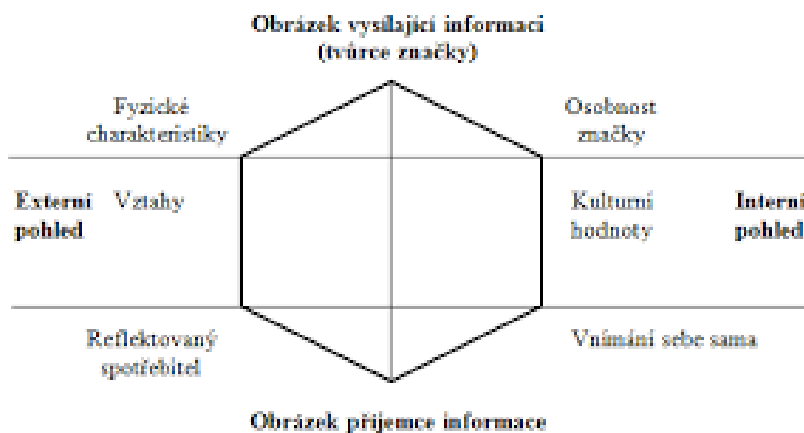 Obrázek vysílající informaci
(tvůrce značky)
Fyzické
charakteristiky
Osobnost
značky
Externí
pohled
Vztahy
Kulturní
hodnoty
Interní
pohled
Reflektovaný
spotřebitel
Vnímání sebe sama
Obrázek příjemce informace